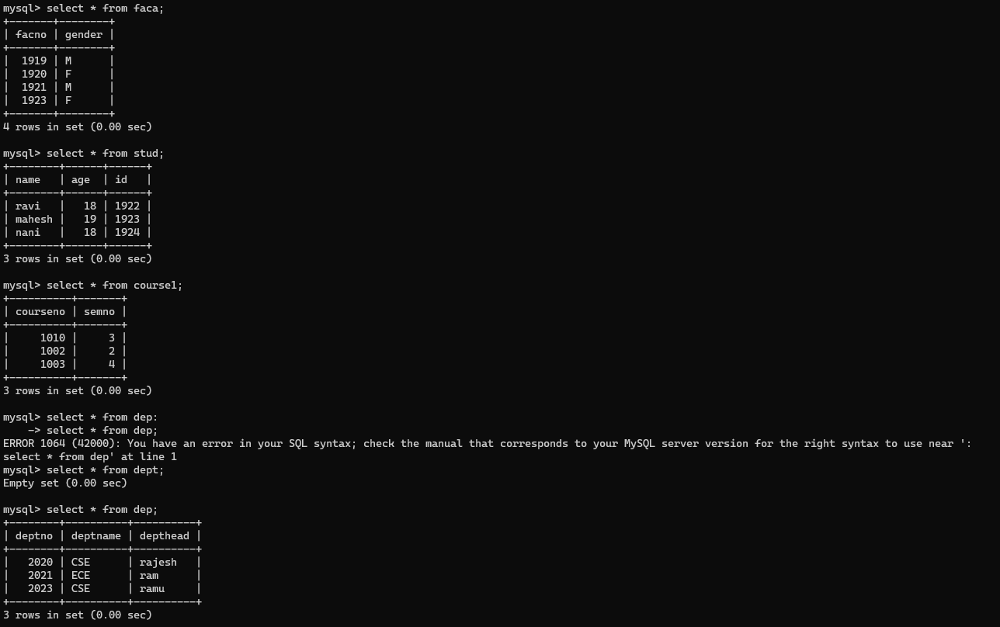 mysql> select * from faca;
+-------+--------+
| facno | gender |
+-------+--------+
|  1919 | M      |
|  1920 | F      |
|  1921 | M      |
|  1923 | F      |
+-------+--------+
4 rows in set (0.00 sec)

mysql> select * from stud;
+--------+------+------+
| name   | age  | id   |
+--------+------+------+
| ravi   |   18 | 1922 |
| mahesh |   19 | 1923 |
| nani   |   18 | 1924 |
+--------+------+------+
3 rows in set (0.00 sec)

mysql> select * from course1;
+----------+-------+
| courseno | semno |
+----------+-------+
|     1010 |     3 |
|     1002 |     2 |
|     1003 |     4 |
+----------+-------+
3 rows in set (0.00 sec)

mysql> select * from dep:
    -> select * from dep;
ERROR 1064 (42000): You have an error in your SQL syntax; check the manual that corresponds to your MySQL server version for the right syntax to use near ':
select * from dep' at line 1
mysql> select * from dept;
Empty set (0.00 sec)

mysql> select * from dep;
+--------+----------+----------+
| deptno | deptname | depthead |
+--------+----------+----------+
|   2020 | CSE      | rajesh   |
|   2021 | ECE      | ram      |
|   2023 | CSE      | ramu     |
+--------+----------+----------+
3 rows in set (0.00 sec)